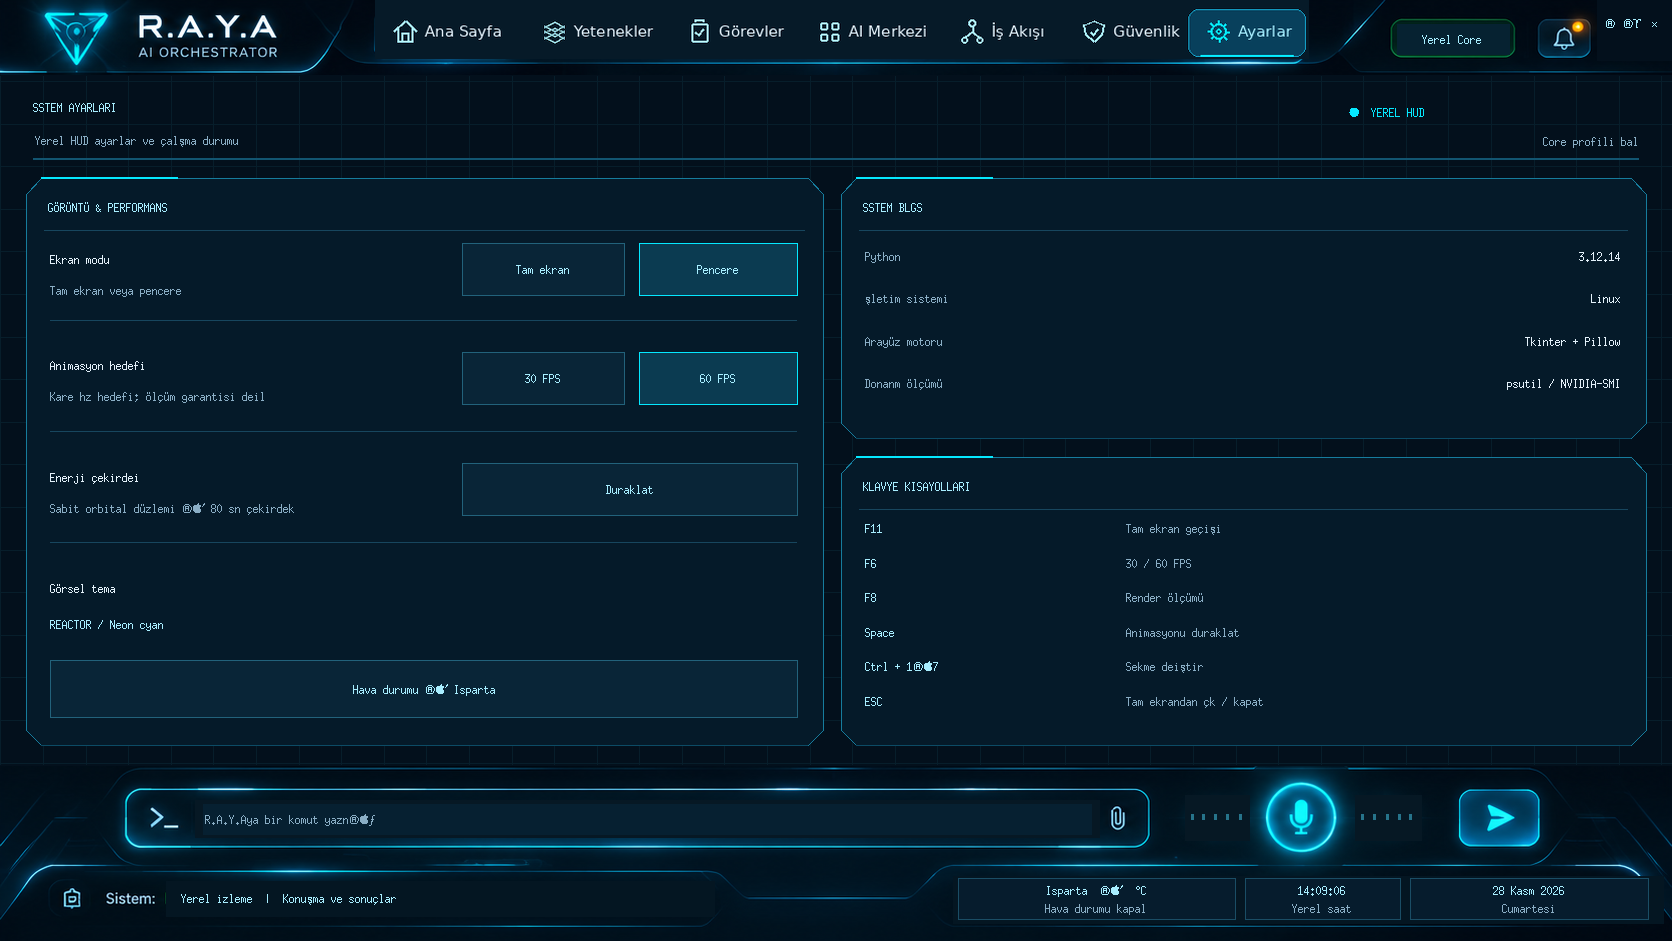 R.A.Y.A
AI ORCHESTRATOR
Ana Sayfa
Yetenekler
Görevler
AI Merkezi
İş Akışı
Güvenlik
Ayarlar
Yerel Core
® ®Ƭ ×
SSTEM AYARLARI
YEREL HUD
Yerel HUD ayarlar ve çalşma durumu
Core profili bal
GÖRÜNTÜ & PERFORMANS
Ekran modu
Tam ekran veya pencere
Tam ekran
Pencere
Animasyon hedefi
Kare hz hedefi; ölçüm garantisi deil
30 FPS
60 FPS
Enerji çekirdei
Sabit orbital düzlemi ®' 80 sn çekirdek
Duraklat
Görsel tema
REACTOR / Neon cyan
Hava durumu ®' Isparta
SSTEM BLGS
Python
3.12.14
şletim sistemi
Linux
Arayüz motoru
Tkinter + Pillow
Donanm ölçümü
psutil / NVIDIA-SMI
KLAVYE KISAYOLLARI
F11
Tam ekran geçişi
F6
30 / 60 FPS
F8
Render ölçümü
Space
Animasyonu duraklat
Ctrl + 1®7
Sekme deiştir
ESC
Tam ekrandan çk / kapat
>_
R.A.Y.Aya bir komut yazn®ƒ
Sistem:
Yerel izleme | Konuşma ve sonuçlar
Isparta ®' °C
Hava durumu kapal
14:09:06
Yerel saat
28 Kasm 2026
Cumartesi